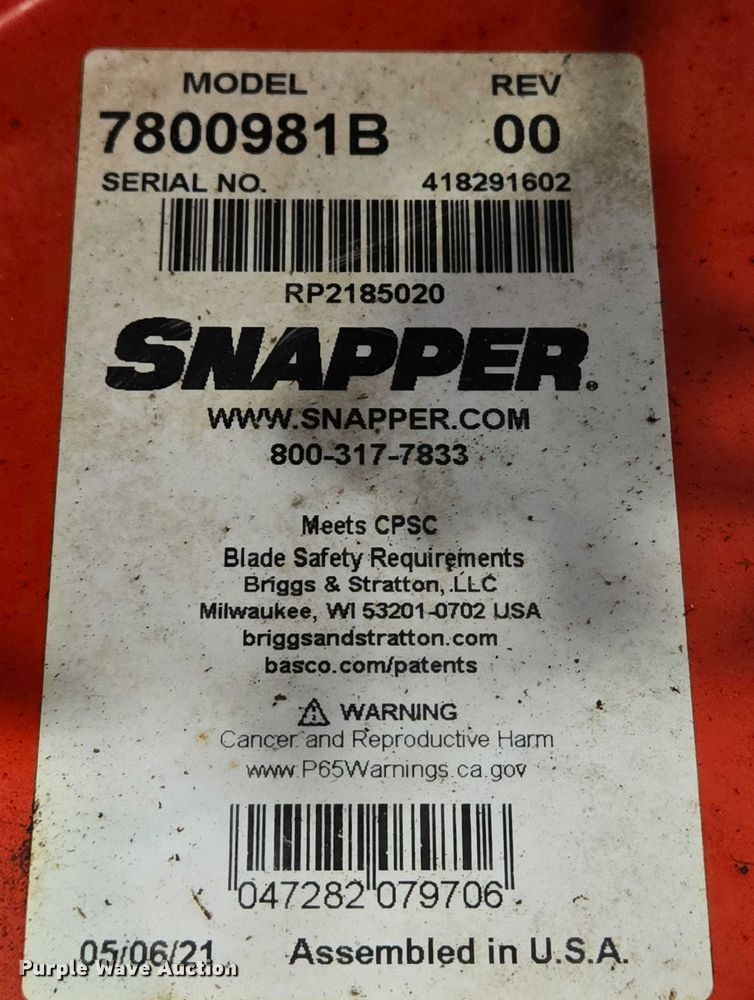 MODEL REV
7800981B 00
SERIAL NO. 418291602
RP2185020
SNAPPER®
WWW.SNAPPER.COM
800-317-7833
Meets CPSC
Blade Safety Requirements
Briggs & Stratton, LLC
Milwaukee, WI 53201-0702 USA
briggsandstratton.com
basco.com/patents
WARNING
Cancer and Reproductive Harm
www.P65Warnings.ca.gov
047282 079706
05/06/21 Assembled in U.S.A.
Purple Wave Auction